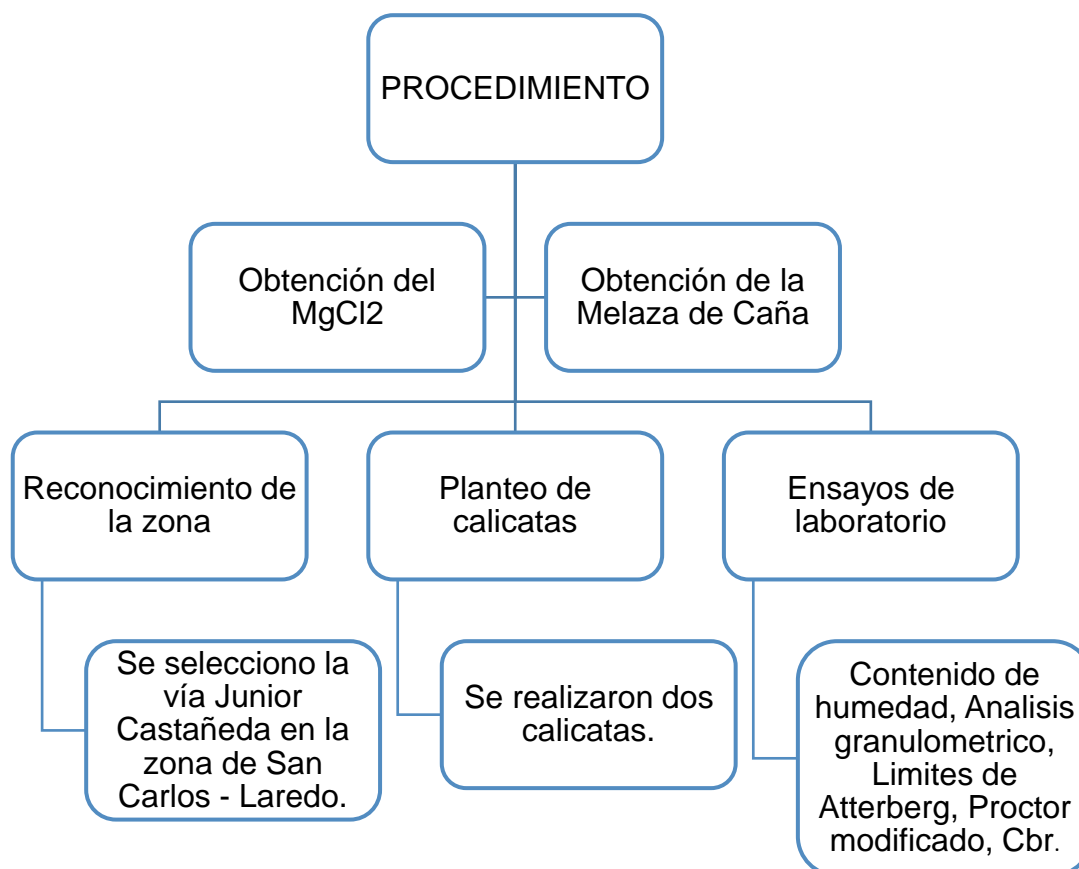 PROCEDIMIENTO
Obtención del
MgCl2
Obtención de la
Melaza de Caña
Reconocimiento de
la zona
Planteo de
calicatas
Ensayos de
laboratorio
Se selecciono la
vía Junior
Castañeda en la
zona de San
Carlos - Laredo.
Se realizaron dos
calicatas.
Contenido de
humedad, Analisis
granulometrico,
Limites de
Atterberg, Proctor
modificado, Cbr.